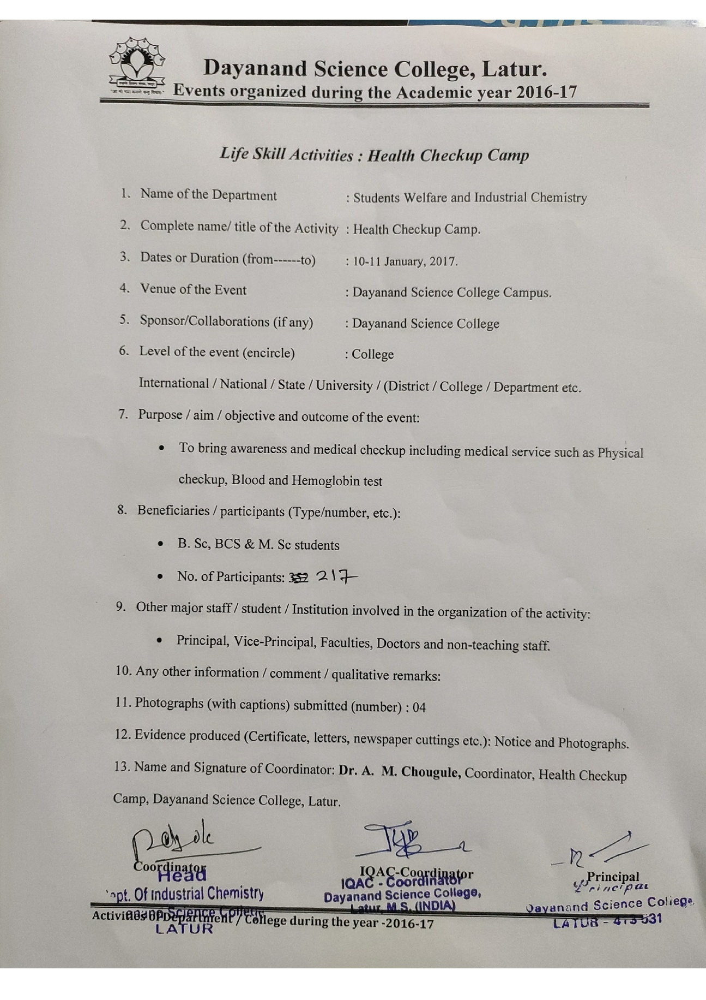 Dayanand Science College, Latur.
Events organized during the Academic year 2016-17
Life Skill Activities : Health Checkup Camp
1. Name of the Department : Students Welfare and Industrial Chemistry
2. Complete name/ title of the Activity : Health Checkup Camp.
3. Dates or Duration (from------to) : 10-11 January, 2017.
4. Venue of the Event : Dayanand Science College Campus.
5. Sponsor/Collaborations (if any) : Dayanand Science College
6. Level of the event (encircle) : College
International / National / State / University / (District / College / Department etc.
7. Purpose / aim / objective and outcome of the event:
• To bring awareness and medical checkup including medical service such as Physical
checkup, Blood and Hemoglobin test
8. Beneficiaries / participants (Type/number, etc.):
• B. Sc, BCS & M. Sc students
• No. of Participants: 352 217
9. Other major staff / student / Institution involved in the organization of the activity:
• Principal, Vice-Principal, Faculties, Doctors and non-teaching staff.
10. Any other information / comment / qualitative remarks:
11. Photographs (with captions) submitted (number) : 04
12. Evidence produced (Certificate, letters, newspaper cuttings etc.): Notice and Photographs.
13. Name and Signature of Coordinator: Dr. A. M. Chougule, Coordinator, Health Checkup
Camp, Dayanand Science College, Latur.
Coordinator IQAC-Coordinator Principal
Head IQAC - Coordinator Principal
Dept. Of Industrial Chemistry Dayanand Science College, Dayanand Science College
Latur, M.S. (INDIA)
Science College
Activities of Department / College during the year -2016-17
LATUR LATUR - 413 531